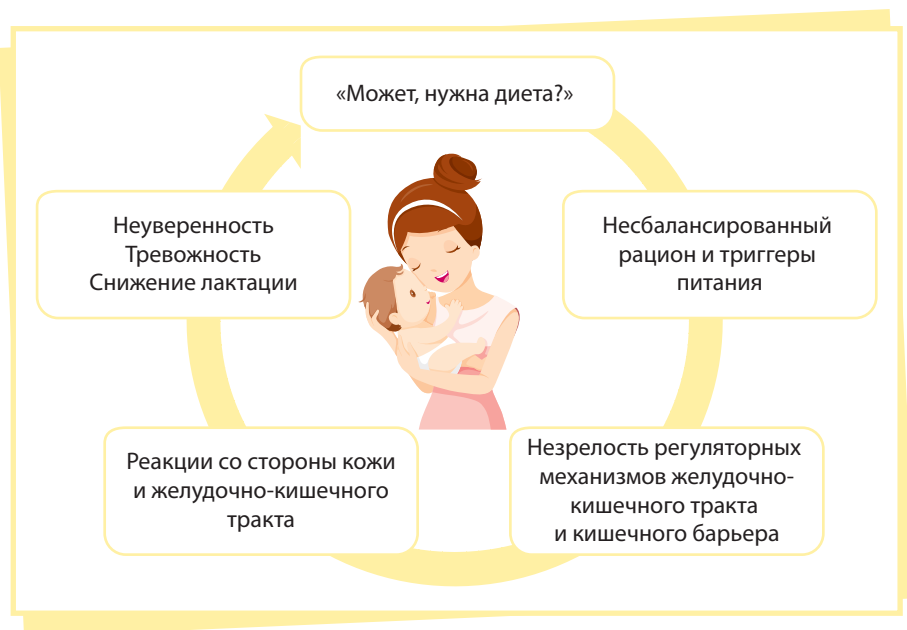 «Может, нужна диета?»
Несбалансированный
рацион и триггеры
питания
Незрелость регуляторных
механизмов желудочно-
кишечного тракта
и кишечного барьера
Реакции со стороны кожи
и желудочно-кишечного
тракта
Неуверенность
Тревожность
Снижение лактации